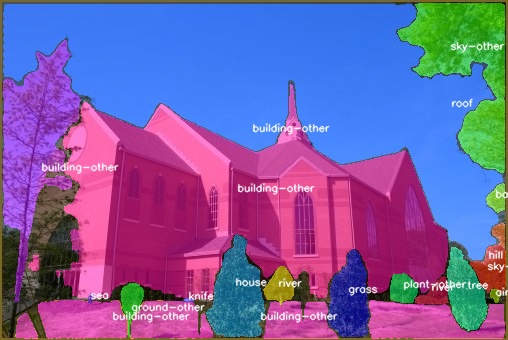 sky-other
roof
building-other
building-other
building-other
bo
hill
sky-
house
river
grass
plant-other
tree
sea
knife
ground-other
building-other
building-other